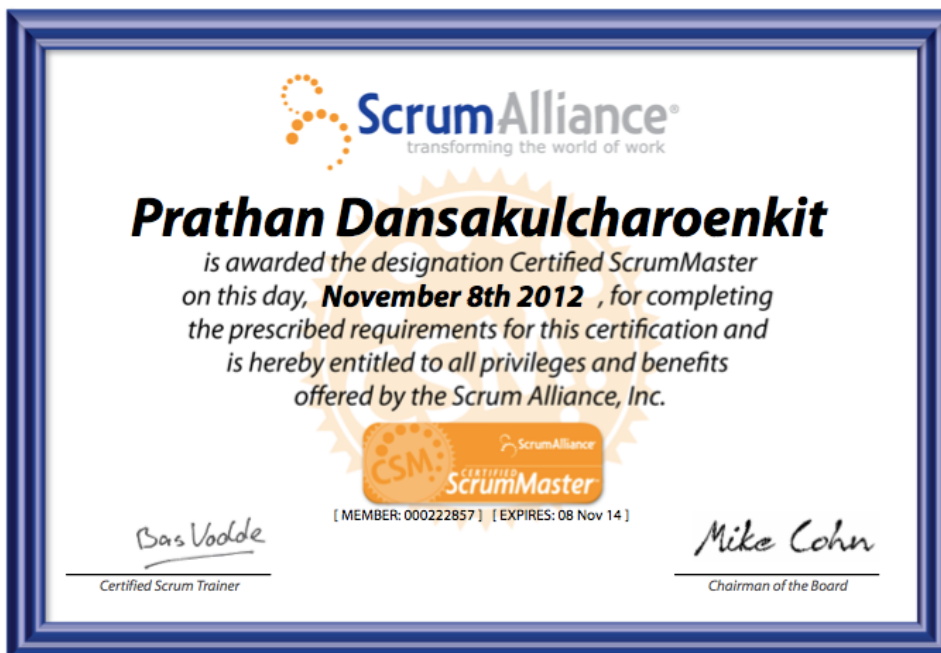 ScrumAlliance®
transforming the world of work
Prathan Dansakulcharoenkit
is awarded the designation Certified ScrumMaster
on this day, November 8th 2012 , for completing
the prescribed requirements for this certification and
is hereby entitled to all privileges and benefits
offered by the Scrum Alliance, Inc.
CSM
ScrumAlliance
CSM
CERTIFIED
ScrumMaster
[ MEMBER: 000222857 ] [ EXPIRES: 08 Nov 14 ]
Bas Vodde
Mike Cohn
Certified Scrum Trainer
Chairman of the Board